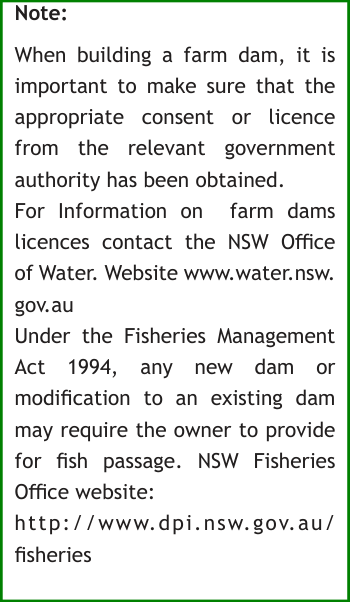 Note:
When building a farm dam, it is
important to make sure that the
appropriate consent or licence
from the relevant government
authority has been obtained.
For Information on farm dams
licences contact the NSW Office
of Water. Website www.water.nsw.
gov.au
Under the Fisheries Management
Act 1994, any new dam or
modification to an existing dam
may require the owner to provide
for fish passage. NSW Fisheries
Office website:
http://www.dpi.nsw.gov.au/
fisheries